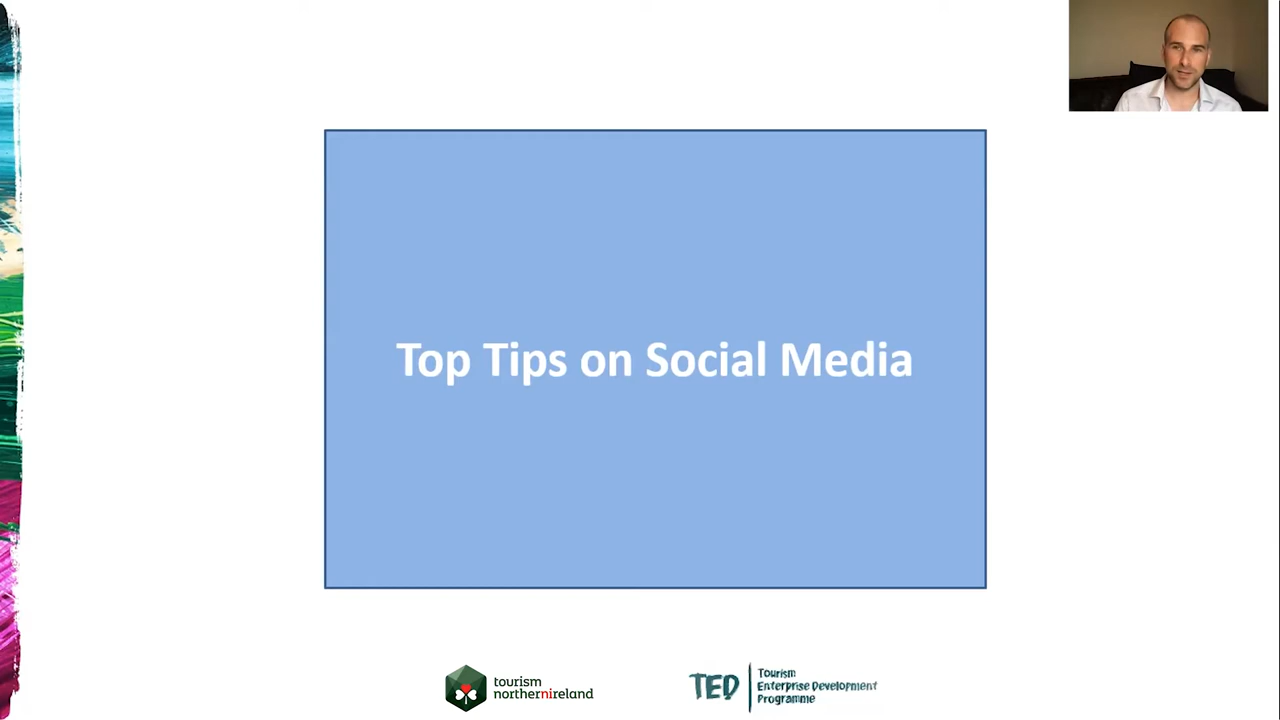 Top Tips on Social Media
tourism
northernireland
TED
Tourism
Enterprise Development
Programme